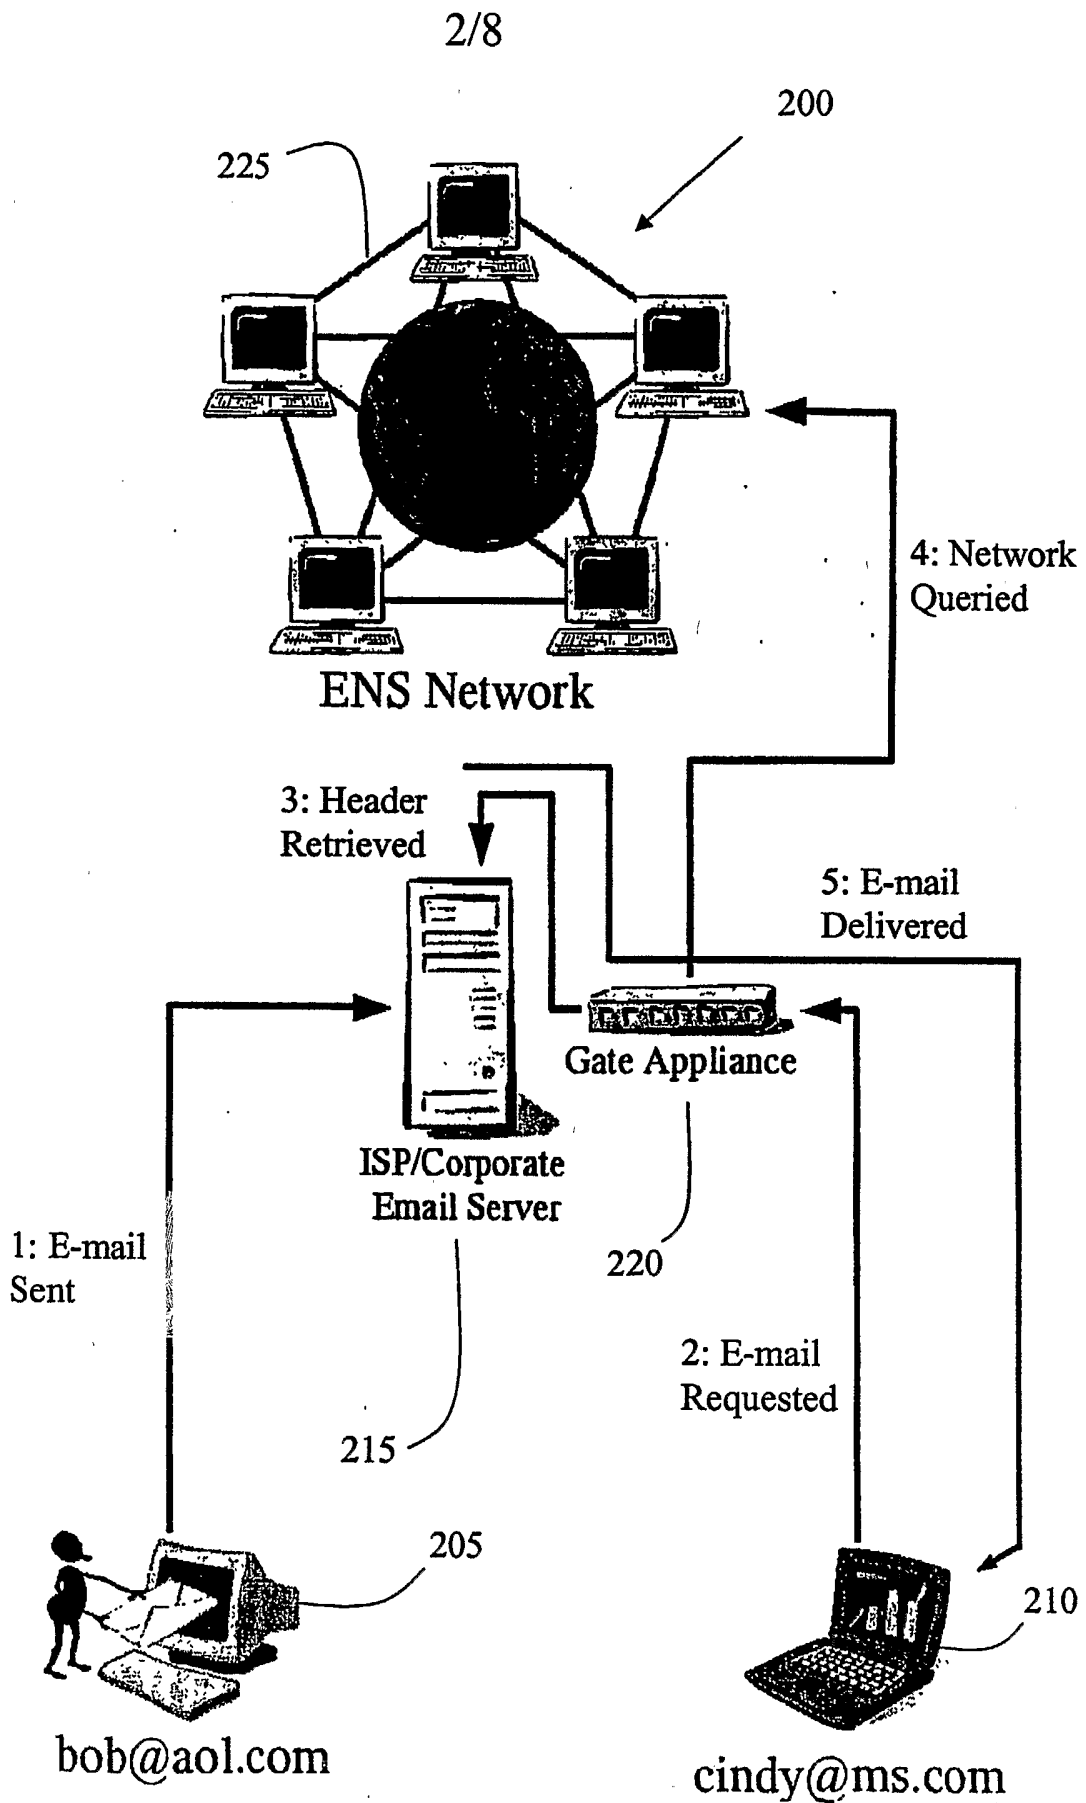 2/8
200
225
4: Network
Queried
ENS Network
3: Header
Retrieved
5: E-mail
Delivered
Gate Appliance
ISP/Corporate
Email Server
220
1: E-mail
Sent
2: E-mail
Requested
215
205
210
bob@aol.com
cindy@ms.com